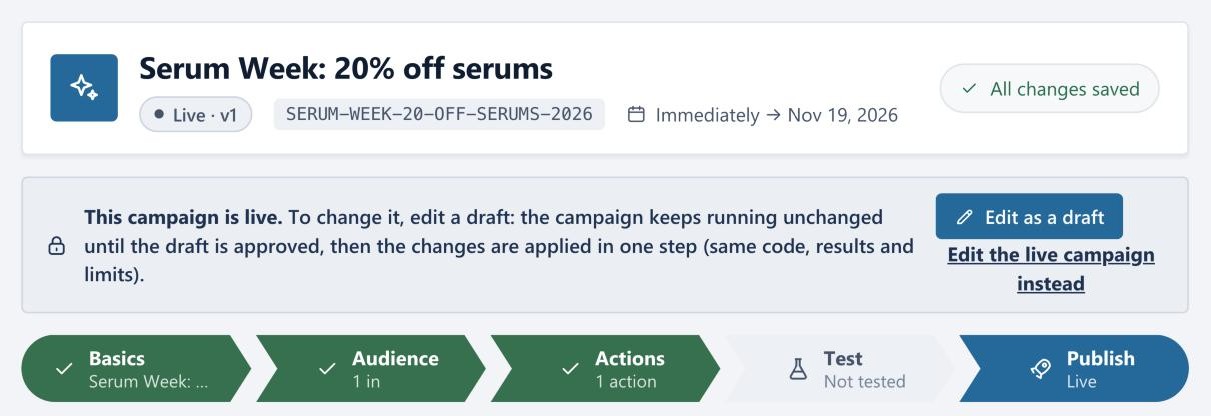 Serum Week: 20% off serums
Live · v1
SERUM-WEEK-20-OFF-SERUMS-2026
Immediately → Nov 19, 2026
All changes saved
This campaign is live. To change it, edit a draft: the campaign keeps running unchanged
until the draft is approved, then the changes are applied in one step (same code, results and
limits).
Edit as a draft
Edit the live campaign
instead
Basics
Serum Week: ...
Audience
1 in
Actions
1 action
Test
Not tested
Publish
Live